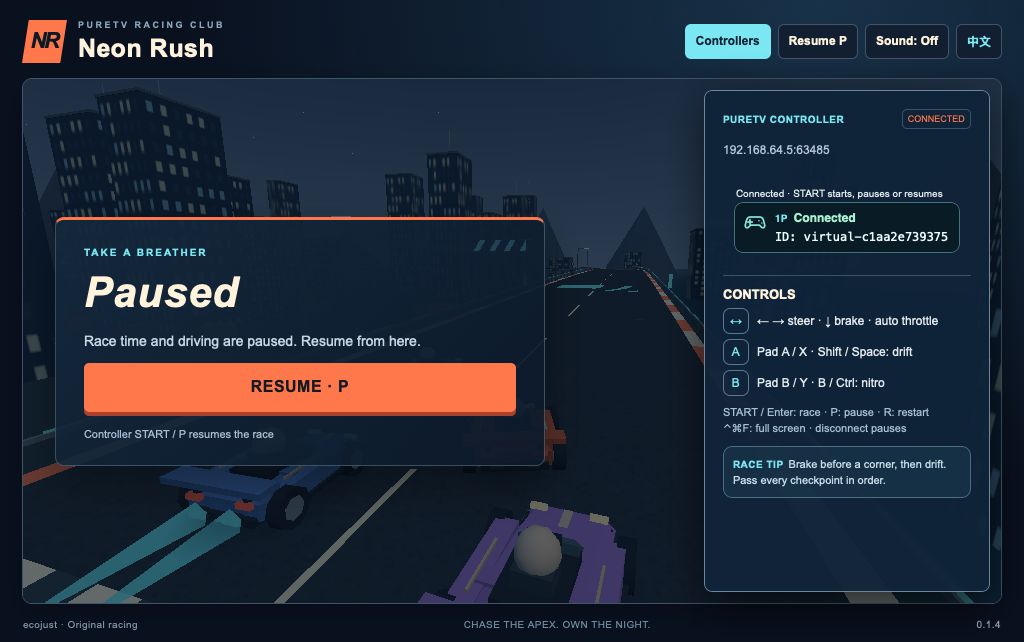 NR
PURETV RACING CLUB
Neon Rush
Controllers
Resume P
Sound: Off
中文
TAKE A BREATHER
Paused
Race time and driving are paused. Resume from here.
RESUME · P
Controller START / P resumes the race
PURETV CONTROLLER
CONNECTED
192.168.64.5:63485
Connected · START starts, pauses or resumes
1P Connected
ID: virtual-c1aa2e739375
CONTROLS
↔ ←→ steer · ↓ brake · auto throttle
A Pad A / X · Shift / Space: drift
B Pad B / Y · B / Ctrl: nitro
START / Enter: race · P: pause · R: restart
^⌘F: full screen · disconnect pauses
RACE TIP Brake before a corner, then drift.
Pass every checkpoint in order.
ecojust · Original racing
CHASE THE APEX. OWN THE NIGHT.
0.1.4